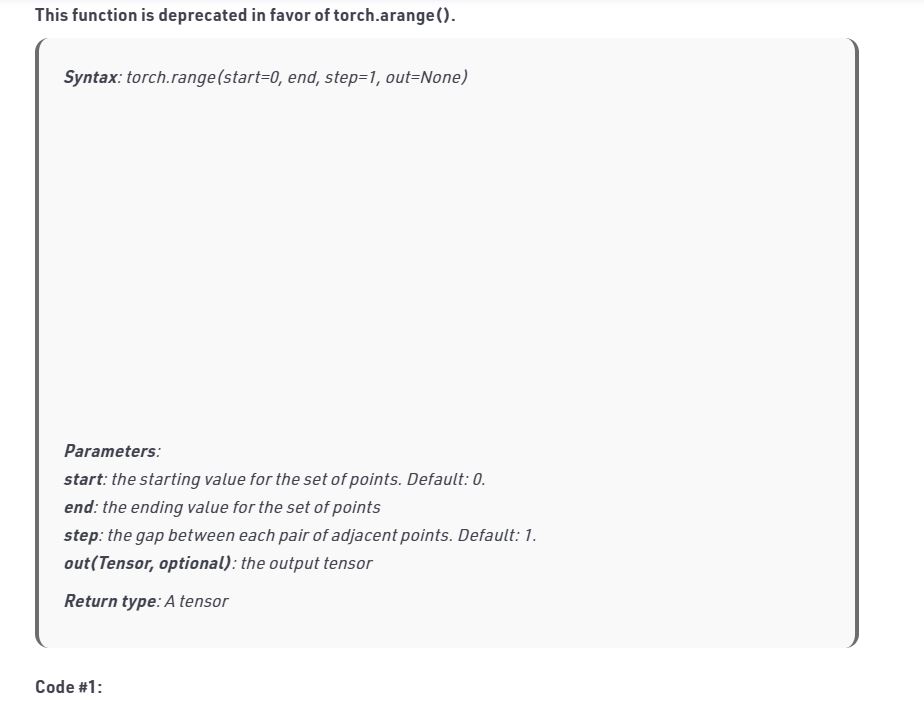 This function is deprecated in favor of torch.arange().
Syntax: torch.range(start=0, end, step=1, out=None)
Parameters:
start: the starting value for the set of points. Default: 0.
end: the ending value for the set of points
step: the gap between each pair of adjacent points. Default: 1.
out(Tensor, optional): the output tensor
Return type: A tensor
Code #1: